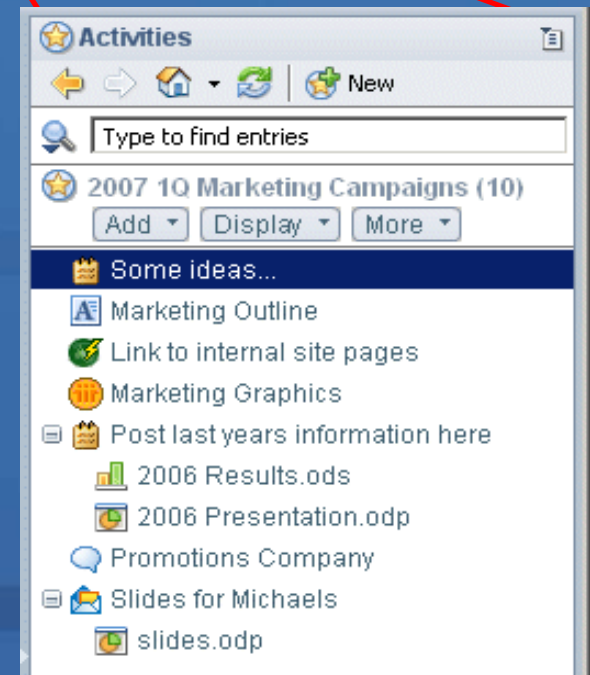 Activities
New
Type to find entries
2007 1Q Marketing Campaigns (10)
Add Display More
Some ideas...
Marketing Outline
Link to internal site pages
Marketing Graphics
Post last years information here
2006 Results.ods
2006 Presentation.odp
Promotions Company
Slides for Michaels
slides.odp